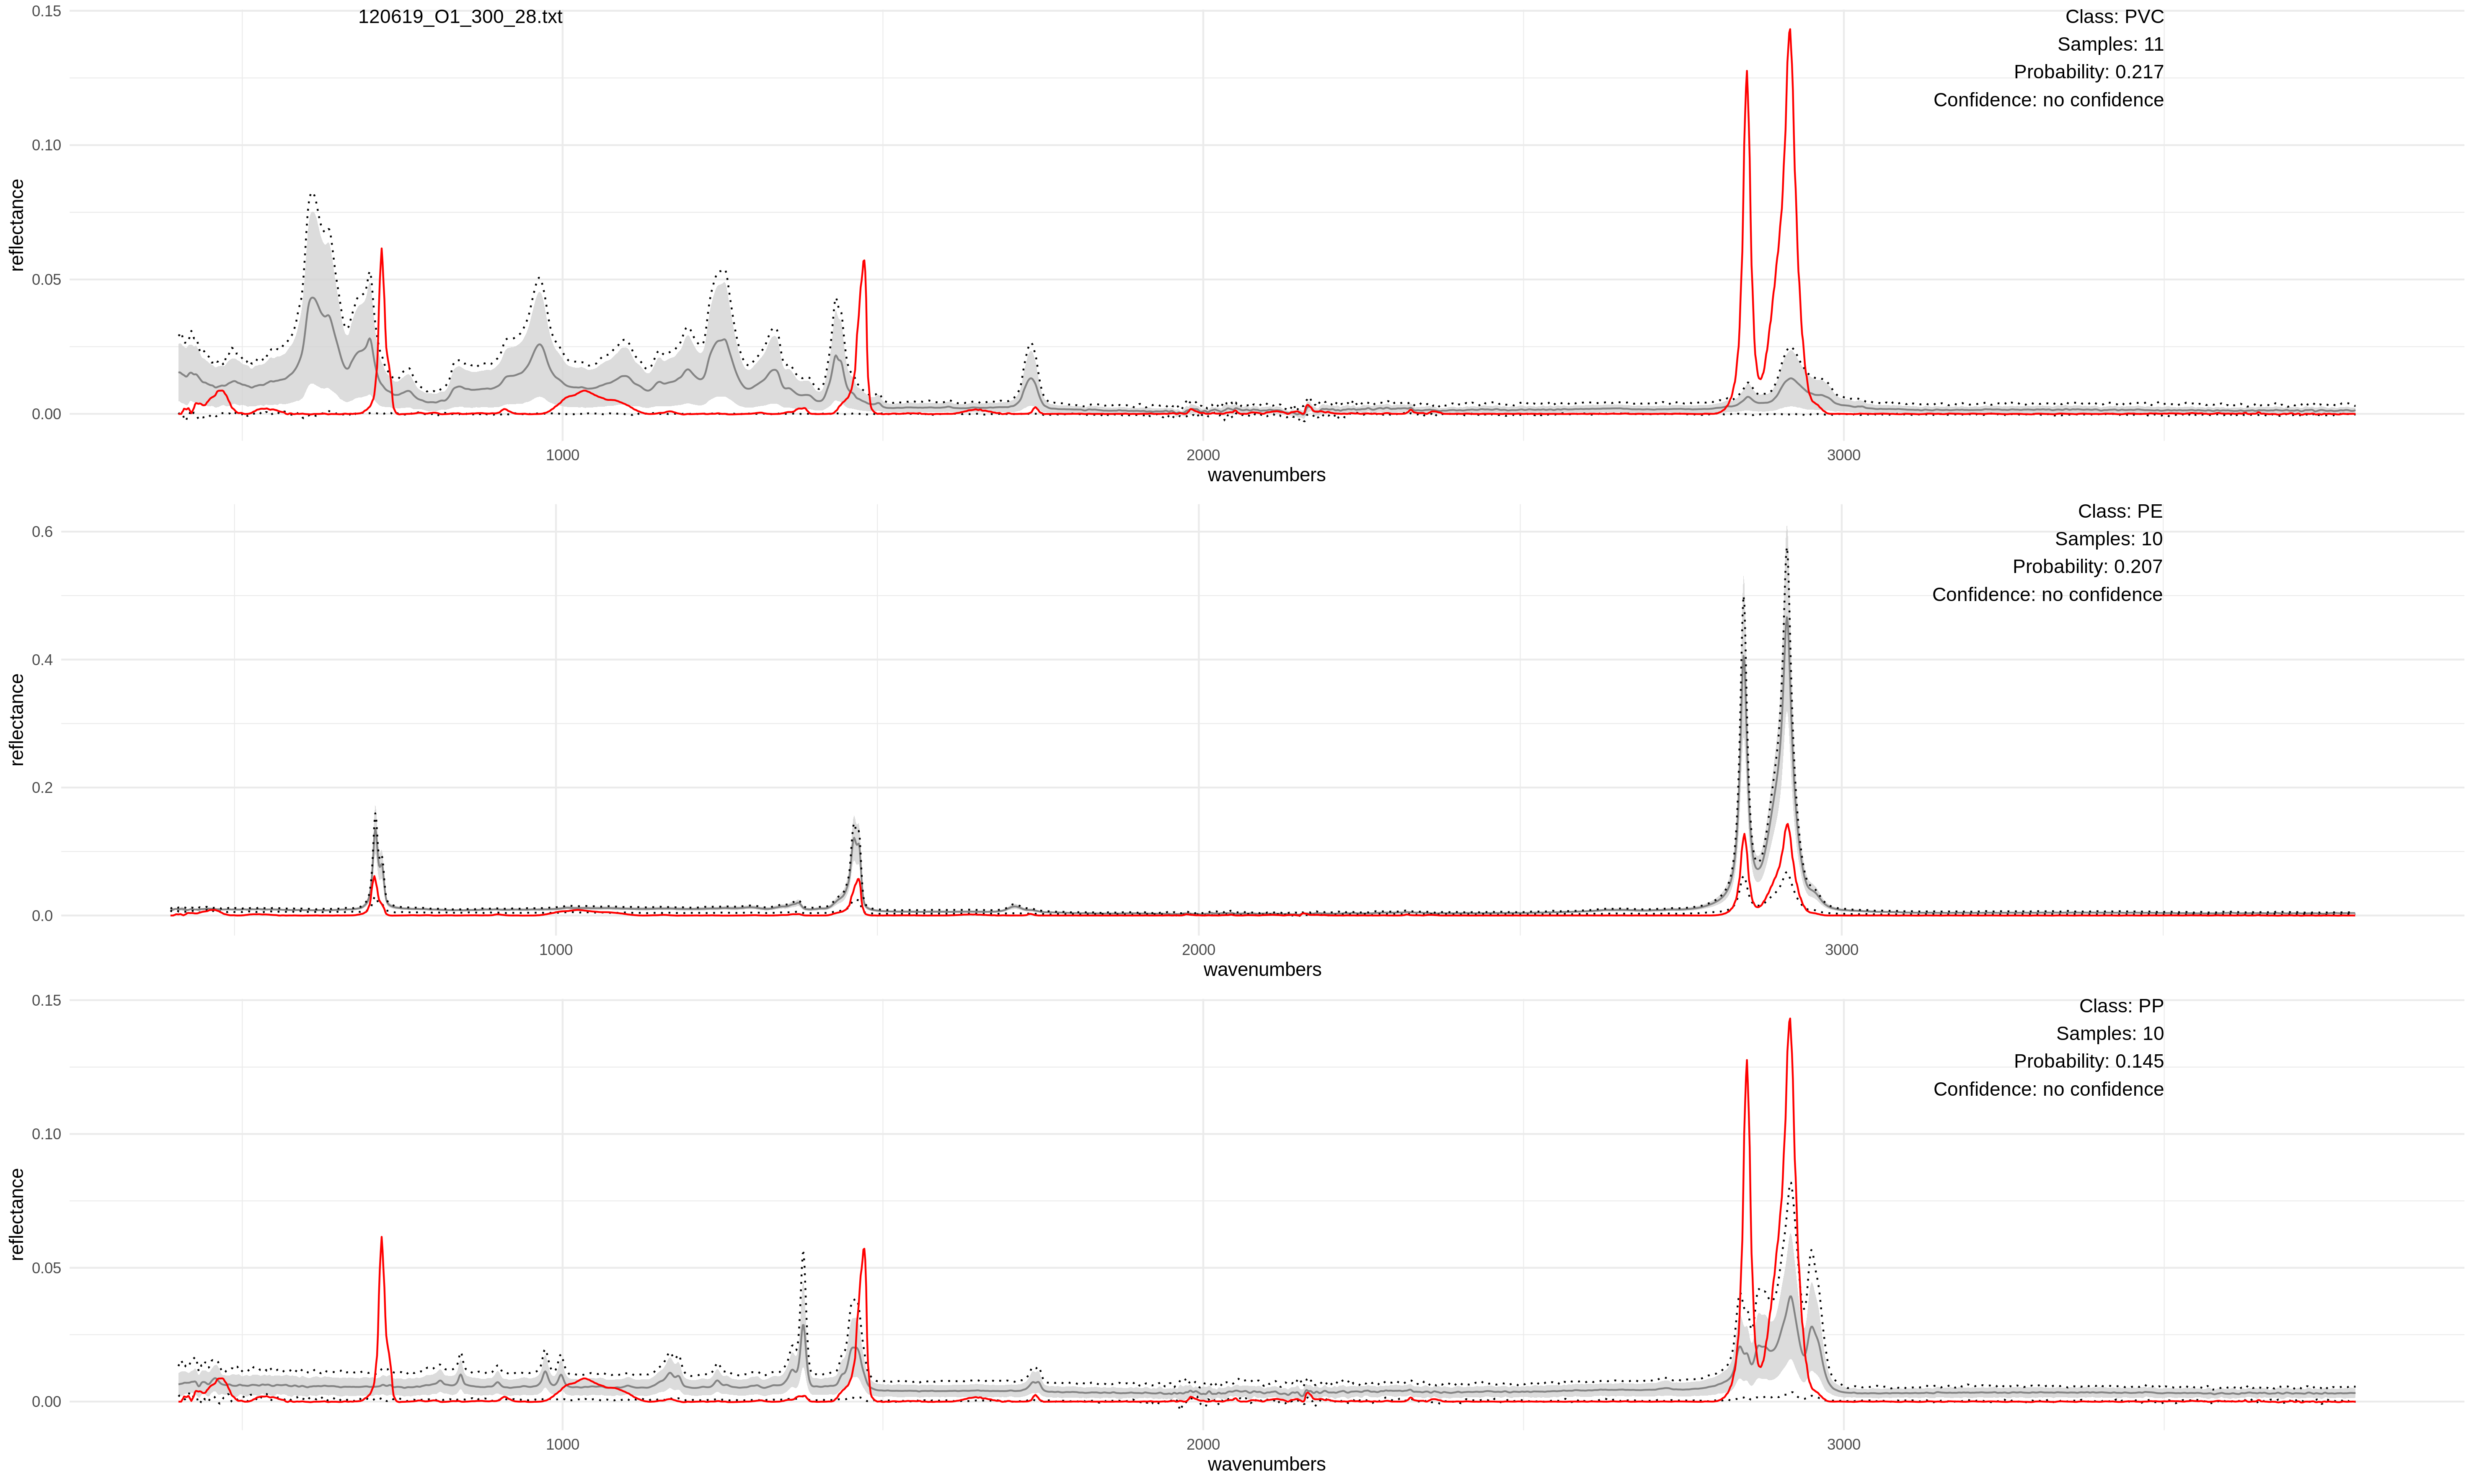 120619_O1_300_28.txt
Class: PVC
Samples: 11
Probability: 0.217
Confidence: no confidence
0.15
0.10
0.05
0.00
reflectance
1000
2000
3000
wavenumbers
Class: PE
Samples: 10
Probability: 0.207
Confidence: no confidence
0.6
0.4
0.2
0.0
reflectance
1000
2000
3000
wavenumbers
Class: PP
Samples: 10
Probability: 0.145
Confidence: no confidence
0.15
0.10
0.05
0.00
reflectance
1000
2000
3000
wavenumbers